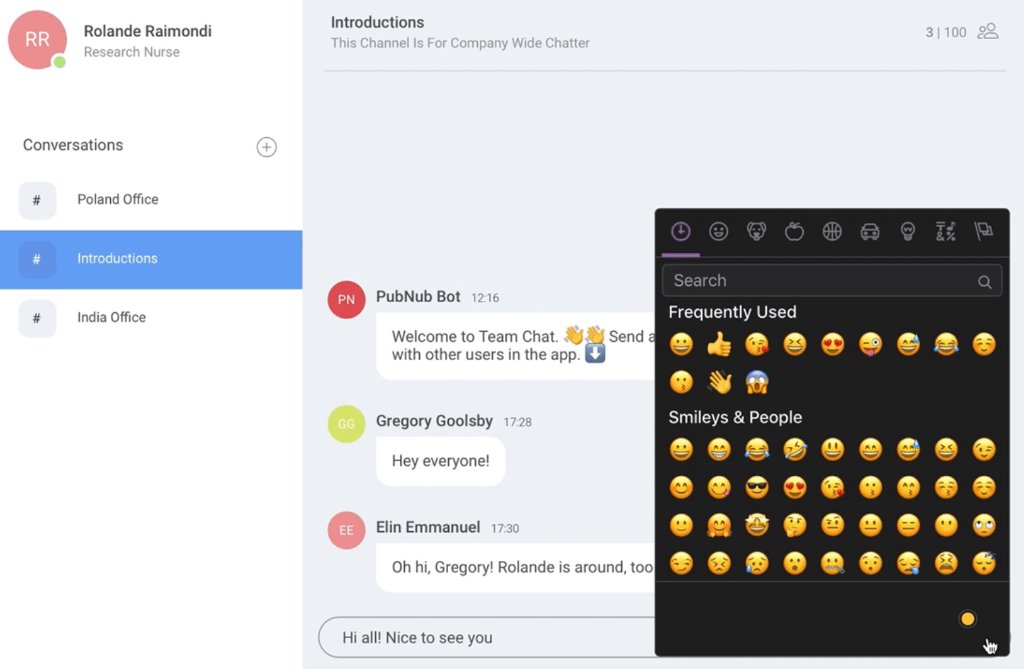 RR
Rolande Raimondi
Research Nurse
Conversations
# Poland Office
# Introductions
# India Office
Introductions
This Channel Is For Company Wide Chatter
3 | 100
PN
PubNub Bot 12:16
Welcome to Team Chat. 👋👋 Send a
with other users in the app. ⬇️
GG
Gregory Goolsby 17:28
Hey everyone!
EE
Elin Emmanuel 17:30
Oh hi, Gregory! Rolande is around, too
Hi all! Nice to see you
Search
Frequently Used
Smileys & People